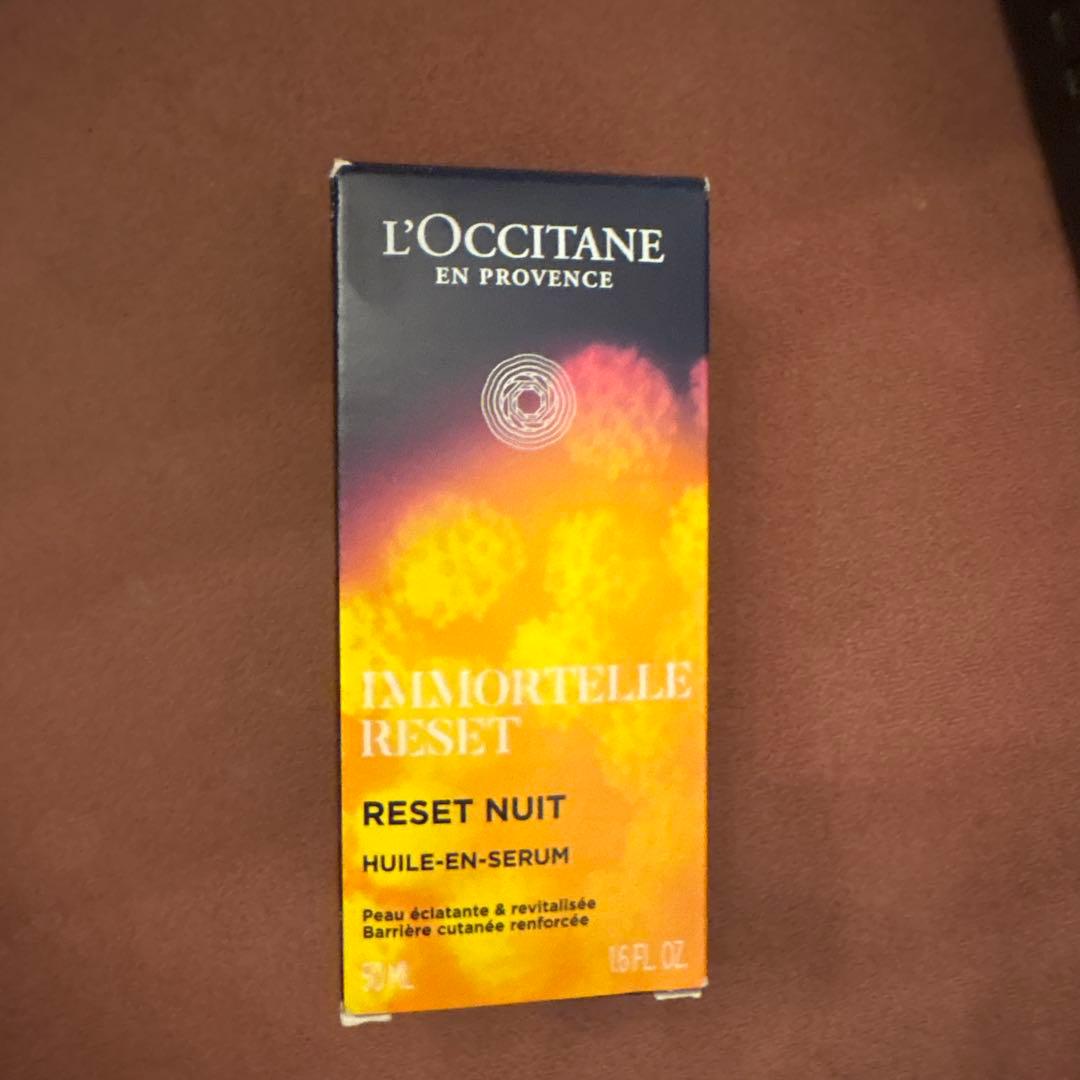 L'OCCITANE
EN PROVENCE
IMMORTELLE
RESET
RESET NUIT
HUILE-EN-SERUM
Peau éclatante & revitalisée
Barrière cutanée renforcée
50 ML 1.6 FL. OZ.